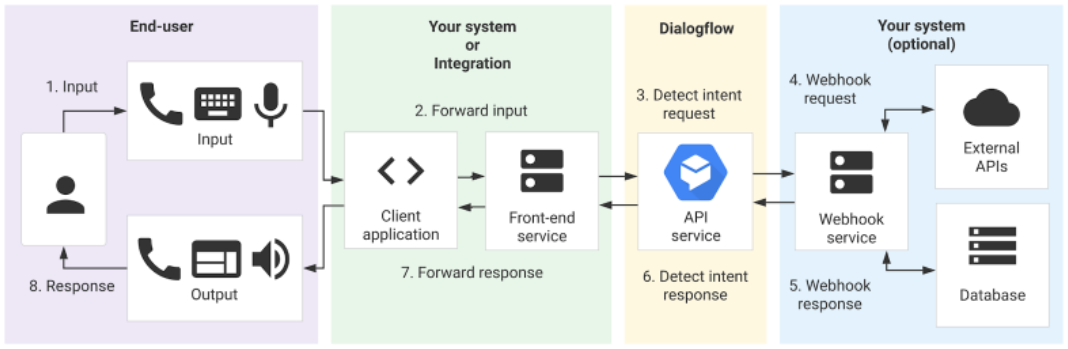 End-user
1. Input
Input
Output
8. Response
Your system
or
Integration
2. Forward input
Client
application
Front-end
service
7. Forward response
Dialogflow
3. Detect intent
request
API
service
6. Detect intent
response
Your system
(optional)
4. Webhook
request
Webhook
service
5. Webhook
response
External
APIs
Database